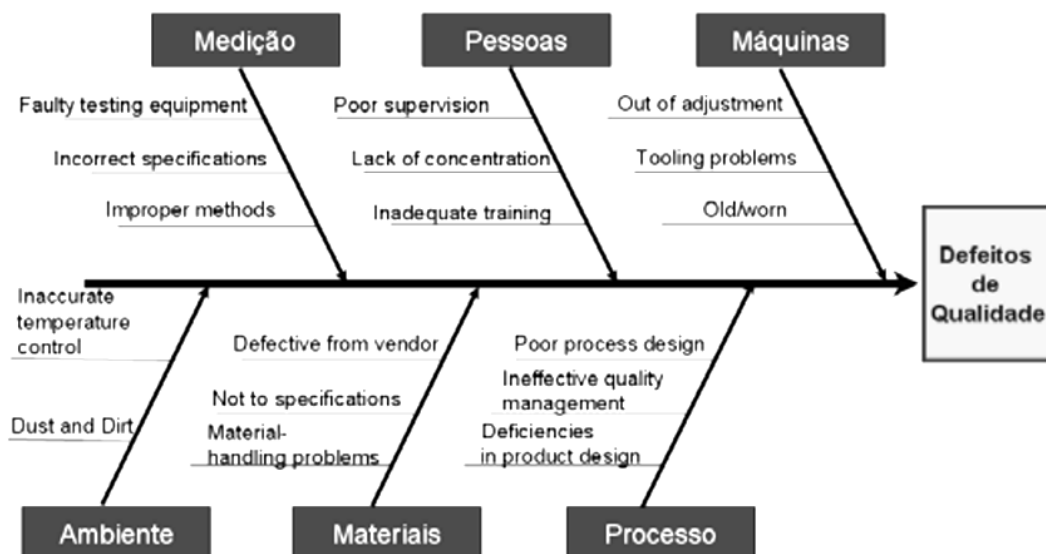 Medição
Pessoas
Máquinas
Faulty testing equipment
Incorrect specifications
Improper methods
Poor supervision
Lack of concentration
Inadequate training
Out of adjustment
Tooling problems
Old/worn
Defeitos
de
Qualidade
Inaccurate
temperature
control
Dust and Dirt
Defective from vendor
Not to specifications
Material-
handling problems
Poor process design
Ineffective quality
management
Deficiencies
in product design
Ambiente
Materiais
Processo